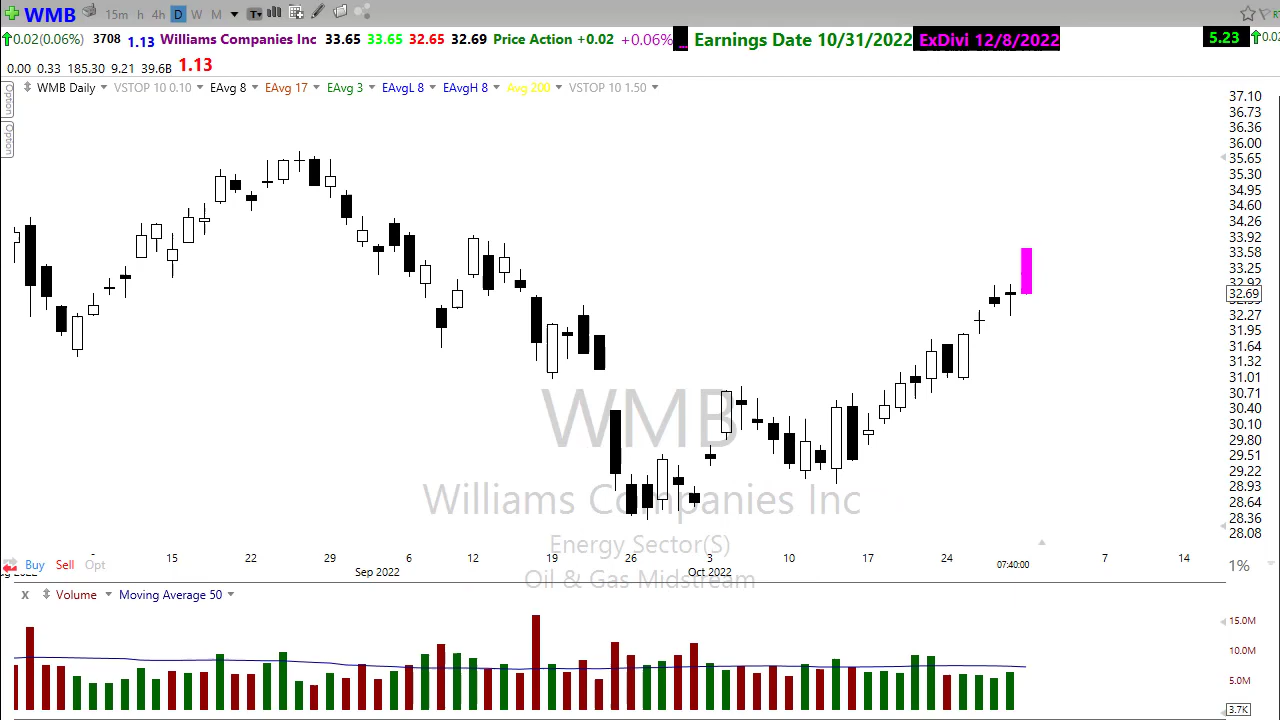 WMB 15m h 4h D W M T
0.02(0.06%) 3708 1.13 Williams Companies Inc 33.65 33.65 32.65 32.69 Price Action +0.02 +0.06% ... Earnings Date 10/31/2022 ExDivi 12/8/2022 5.23
0.00 0.33 185.30 9.21 39.6B 1.13
WMB Daily VSTOP 10 0.10 EAvg 8 EAvg 17 EAvg 3 EAvgL 8 EAvgH 8 Avg 200 VSTOP 10 1.50
Option
Option
37.10
36.73
36.36
36.00
35.65
35.30
34.95
34.60
34.26
33.92
33.58
33.25
32.92
32.69
32.27
31.95
31.64
31.32
31.01
30.71
30.40
30.10
29.80
29.51
29.22
28.93
28.64
28.36
28.08
WMB
Williams Companies Inc
Energy Sector(S)
Oil & Gas Midstream
15 22 29 6 12 19 26 3 10 17 24 7 14
Buy Sell Opt
Sep 2022 Oct 2022 07:40:00
1%
X Volume Moving Average 50
15.0M
10.0M
5.0M
3.7K